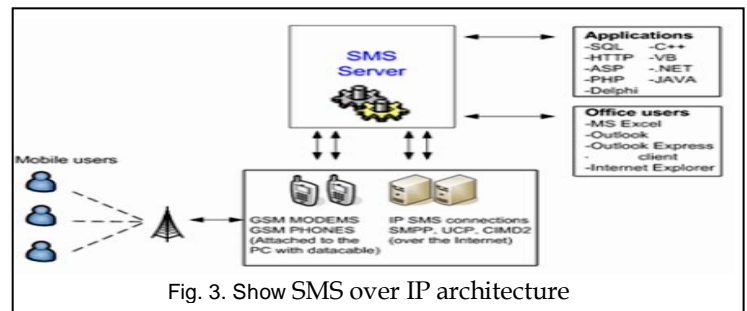 SMS
Server
Applications
-SQL -C++
-HTTP -VB
-ASP -.NET
-PHP -JAVA
-Delphi
Office users
-MS Excel
-Outlook
-Outlook Express
- client
-Internet Explorer
Mobile users
GSM MODEMS
GSM PHONES
(Attached to the
PC with datacable)
IP SMS connections
SMPP, UCP, CIMD2
(over the Internet)
Fig. 3. Show SMS over IP architecture